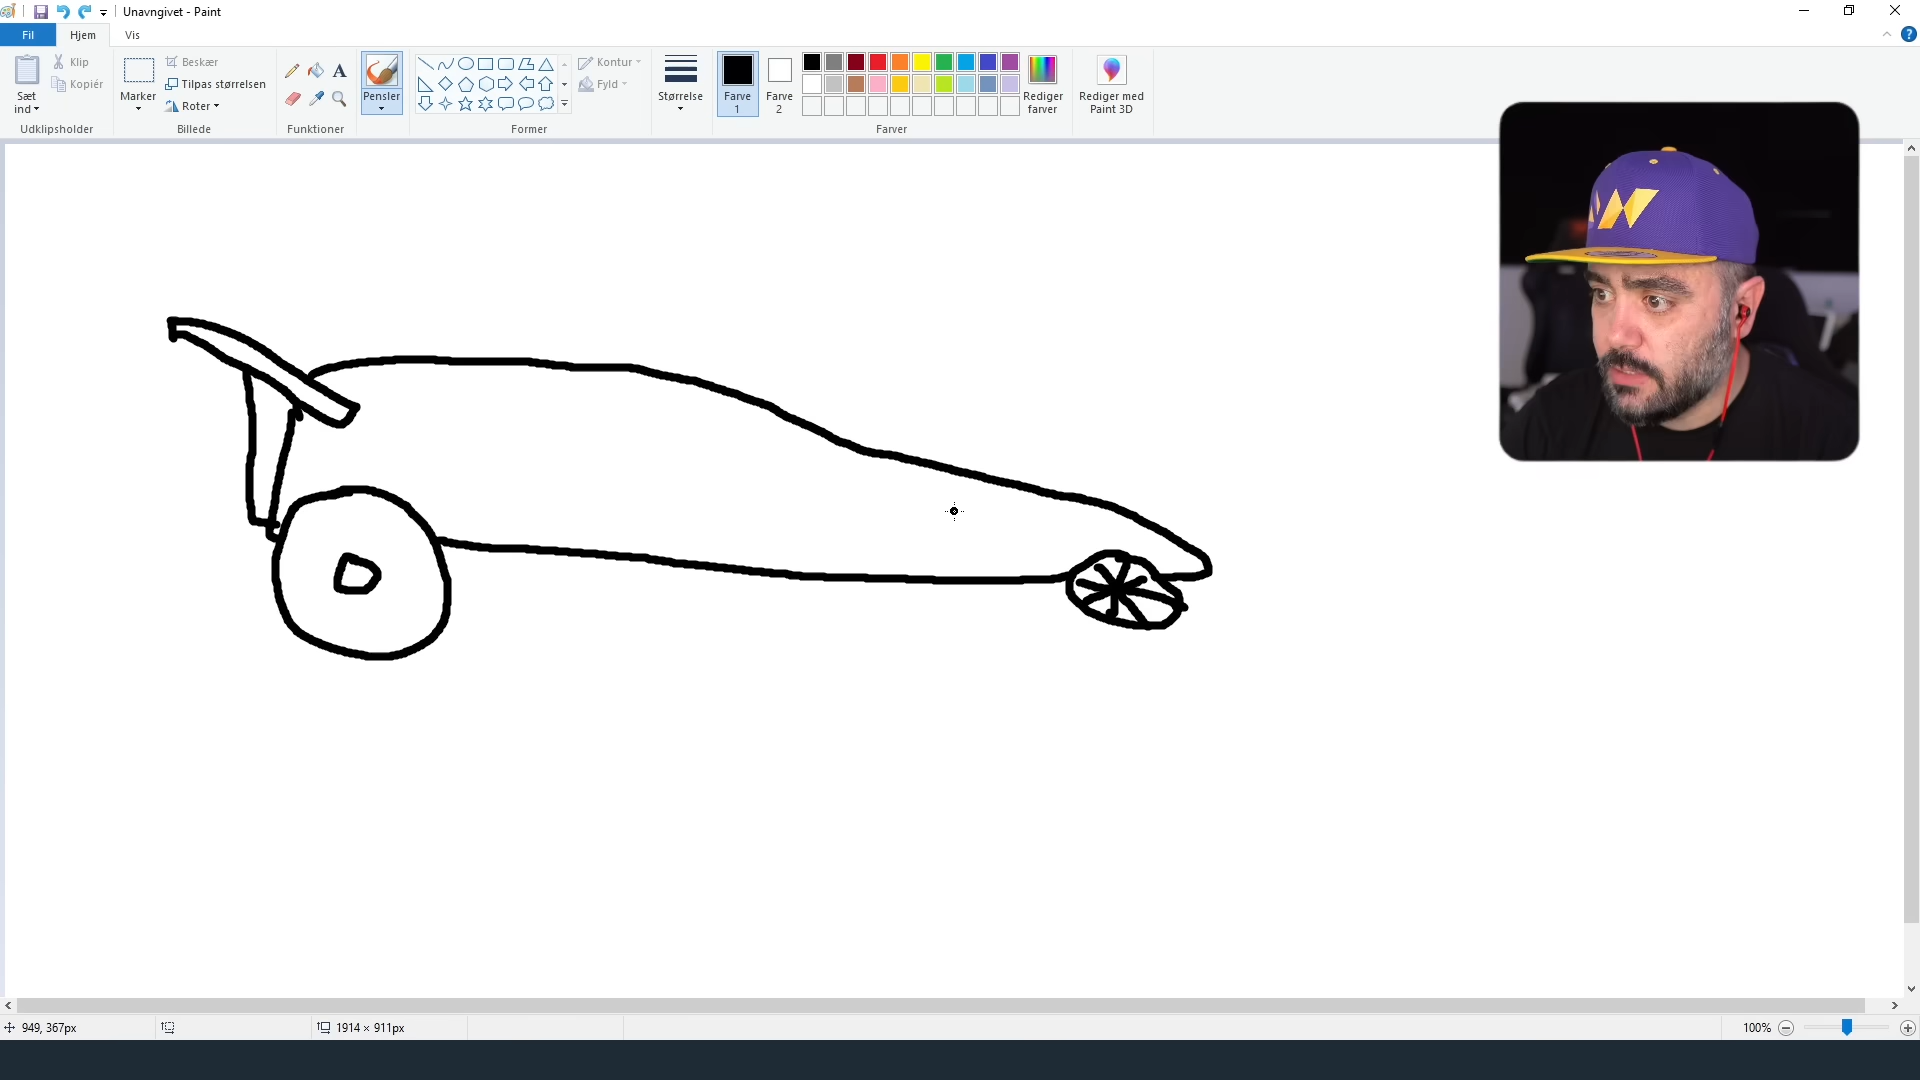 Unavngivet - Paint
Fil Hjem Vis
Sæt ind
Klip
Kopiér
Udklipsholder
Marker
Beskær
Tilpas størrelsen
Roter
Billede
A
Funktioner
Pensler
Kontur
Fyld
Former
Størrelse
Farve 1
Farve 2
Rediger farver
Farver
Rediger med Paint 3D
?
W
949, 367px
1914 × 911px
100%